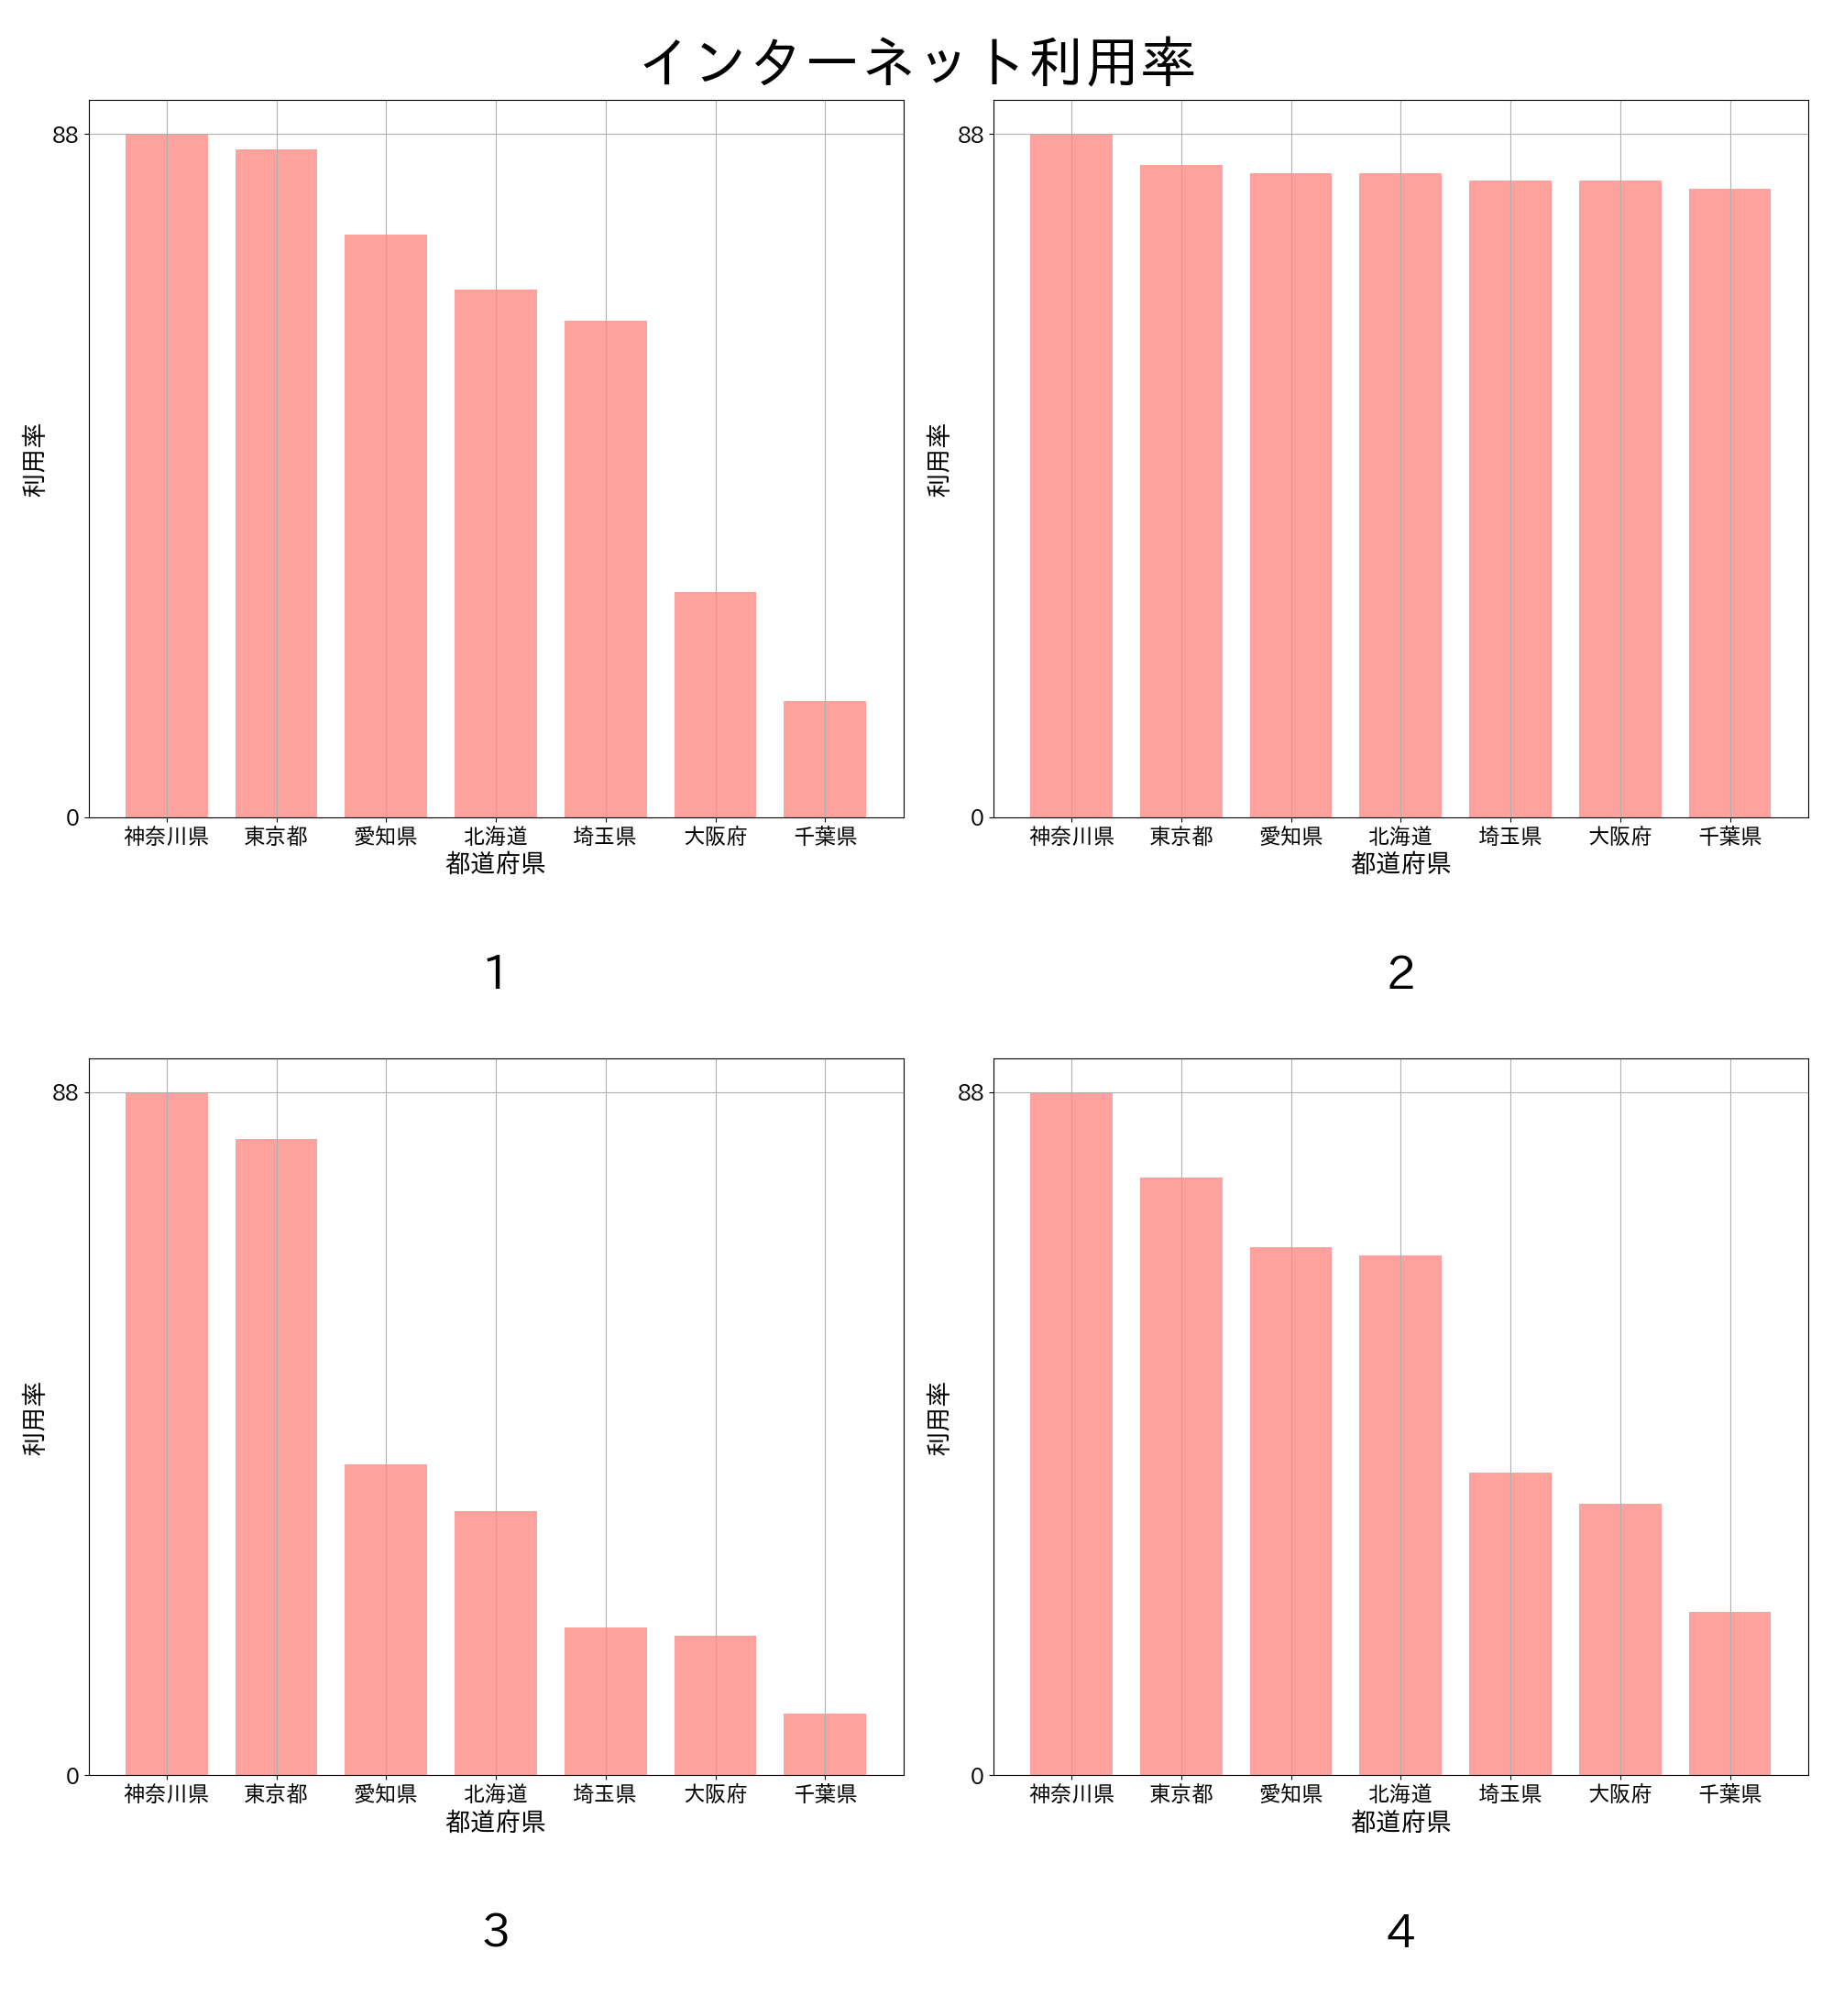 インターネット利用率
88
0
利用率
神奈川県 東京都 愛知県 北海道 埼玉県 大阪府 千葉県
都道府県
1
88
0
利用率
神奈川県 東京都 愛知県 北海道 埼玉県 大阪府 千葉県
都道府県
2
88
0
利用率
神奈川県 東京都 愛知県 北海道 埼玉県 大阪府 千葉県
都道府県
3
88
0
利用率
神奈川県 東京都 愛知県 北海道 埼玉県 大阪府 千葉県
都道府県
4